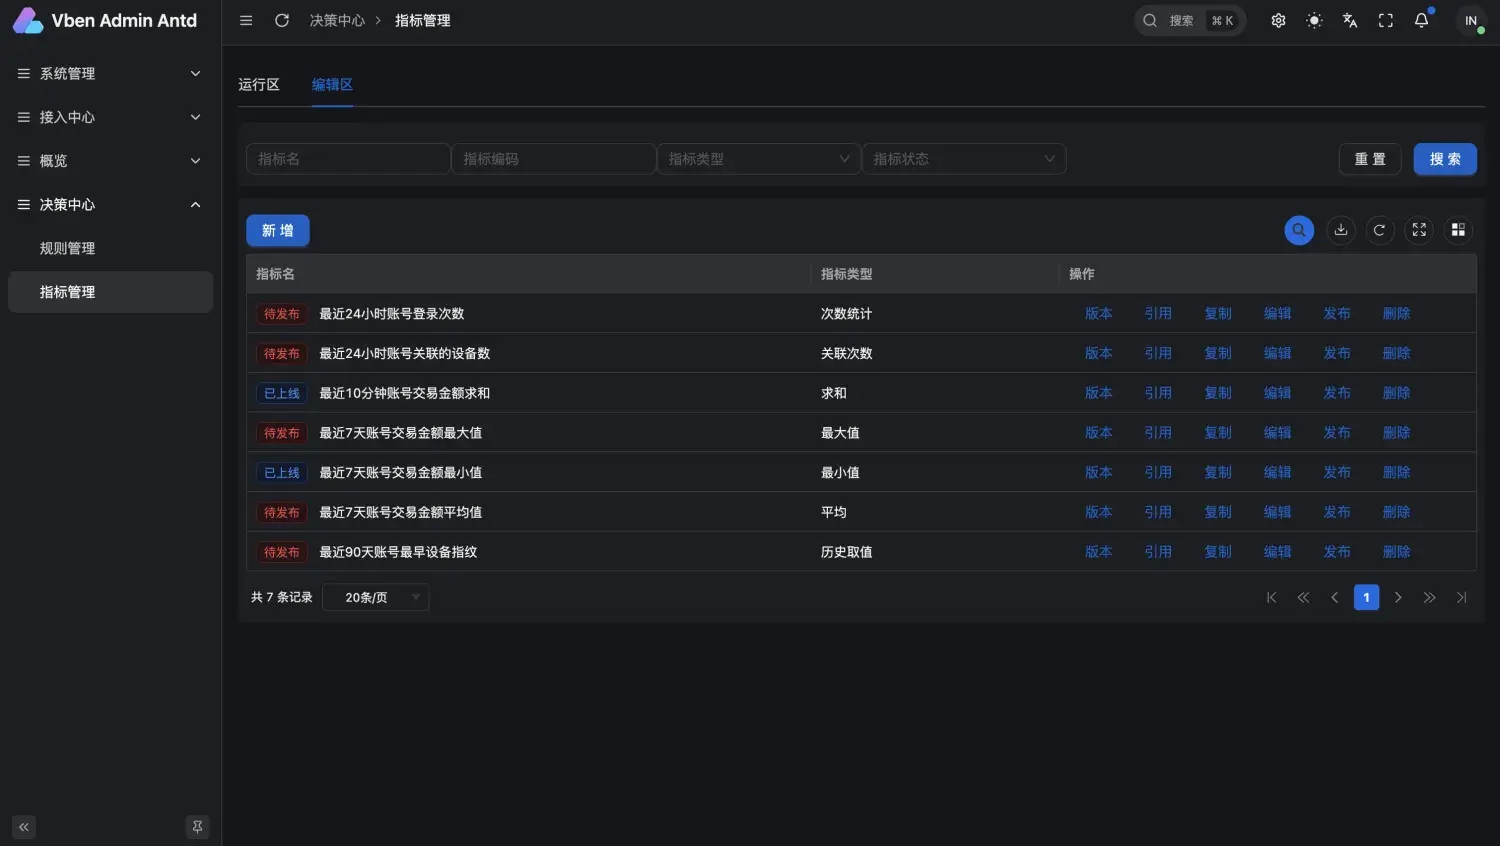 Vben Admin Antd
决策中心 > 指标管理
搜索 ⌘ K
IN
系统管理
接入中心
概览
决策中心
规则管理
指标管理
运行区 编辑区
指标名 指标编码 指标类型 指标状态 重 置 搜 索
新 增
指标名 指标类型 操作
待发布 最近24小时账号登录次数 次数统计 版本 引用 复制 编辑 发布 删除
待发布 最近24小时账号关联的设备数 关联次数 版本 引用 复制 编辑 发布 删除
已上线 最近10分钟账号交易金额求和 求和 版本 引用 复制 编辑 发布 删除
待发布 最近7天账号交易金额最大值 最大值 版本 引用 复制 编辑 发布 删除
已上线 最近7天账号交易金额最小值 最小值 版本 引用 复制 编辑 发布 删除
待发布 最近7天账号交易金额平均值 平均 版本 引用 复制 编辑 发布 删除
待发布 最近90天账号最早设备指纹 历史取值 版本 引用 复制 编辑 发布 删除
共 7 条记录 20条/页 1